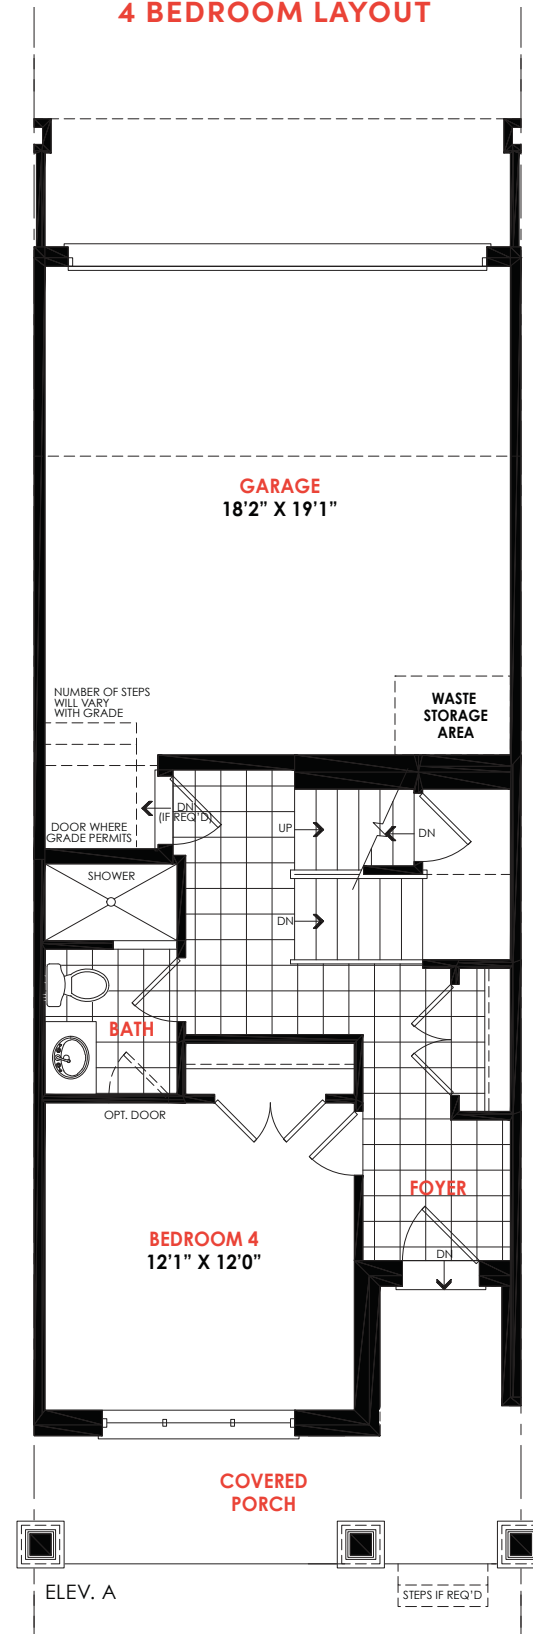 4 BEDROOM LAYOUT
GARAGE
18'2" X 19'1"
NUMBER OF STEPS
WILL VARY
WITH GRADE
WASTE
STORAGE
AREA
DN
(IF REQ'D)
UP
DN
DOOR WHERE
GRADE PERMITS
SHOWER
DN
BATH
OPT. DOOR
FOYER
BEDROOM 4
12'1" X 12'0"
DN
COVERED
PORCH
ELEV. A
STEPS IF REQ'D